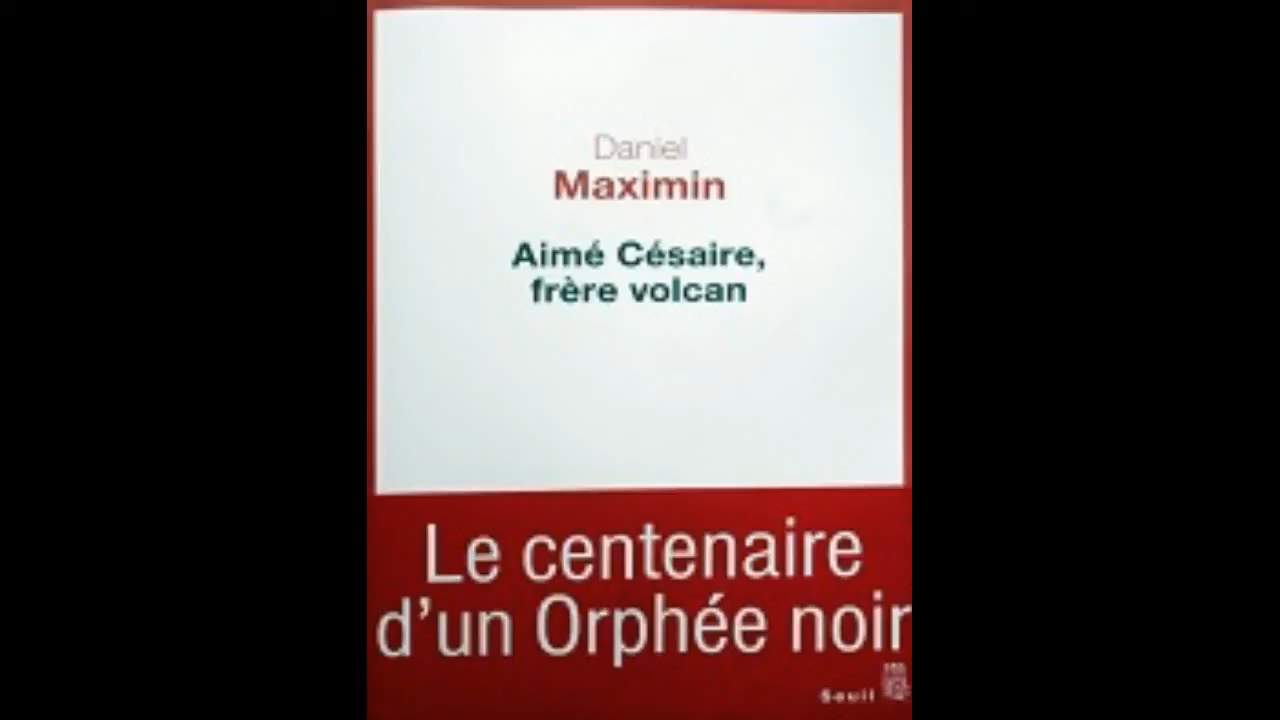 Daniel
Maximin
Aimé Césaire,
frère volcan
Le centenaire
d'un Orphée noir
Seuil